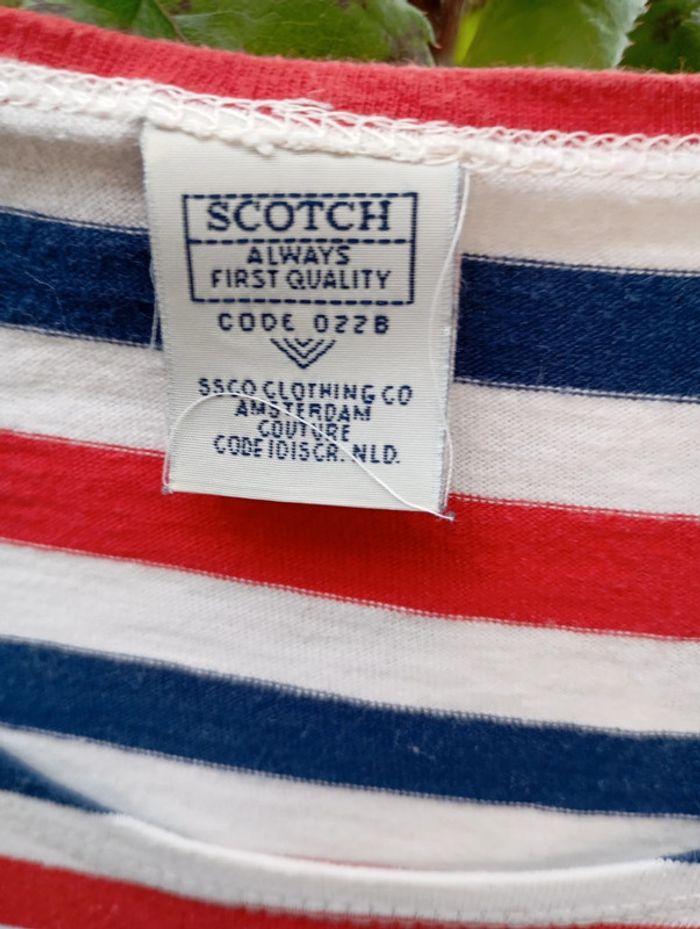 SCOTCH
ALWAYS
FIRST QUALITY
CODE 022B
SSCO CLOTHING CO
AMSTERDAM
COUTURE
CODE 1015CR. NLD.